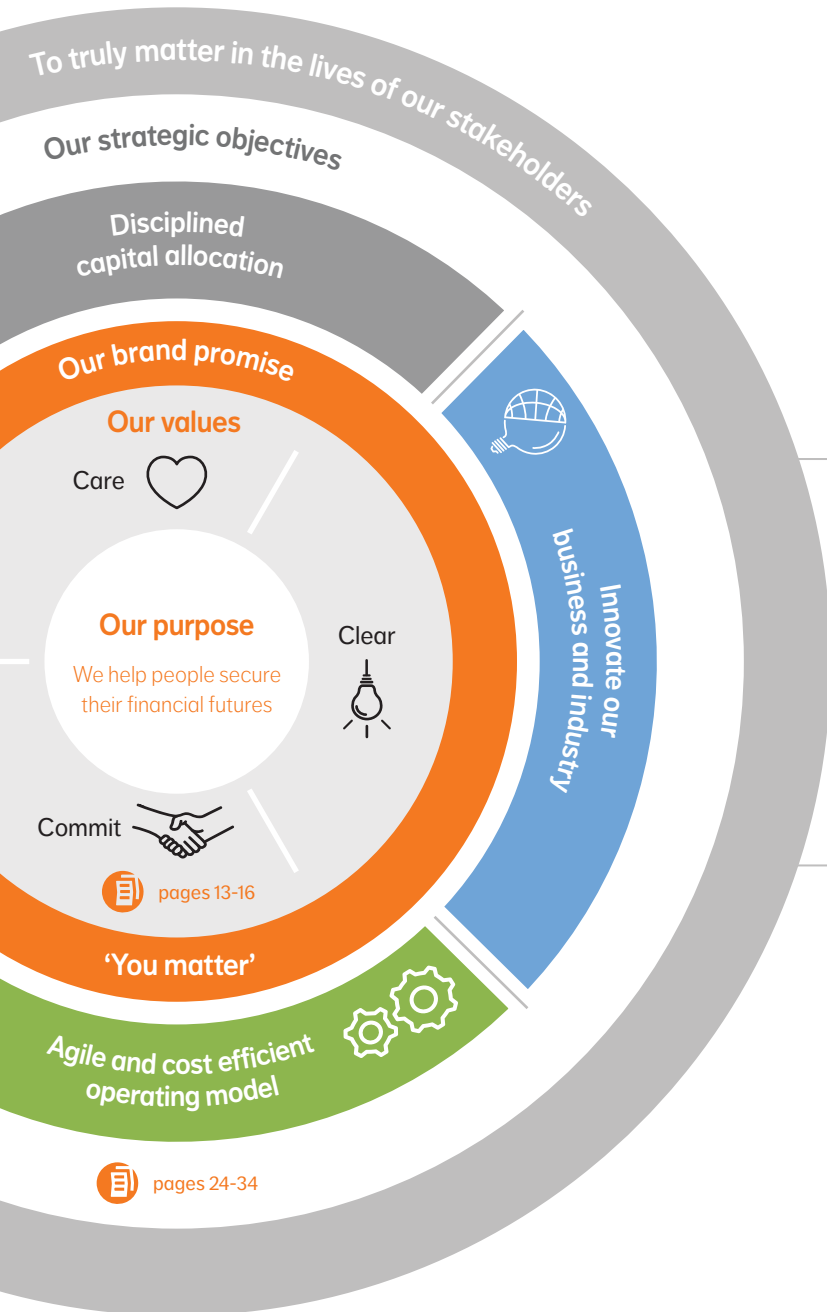 To truly matter in the lives of our stakeholders
Our strategic objectives
Disciplined
capital allocation
Our brand promise
Our values
Care
Our purpose
We help people secure
their financial futures
Clear
Innovate our
business and industry
Commit
pages 13-16
‘You matter’
Agile and cost efficient
operating model
pages 24-34